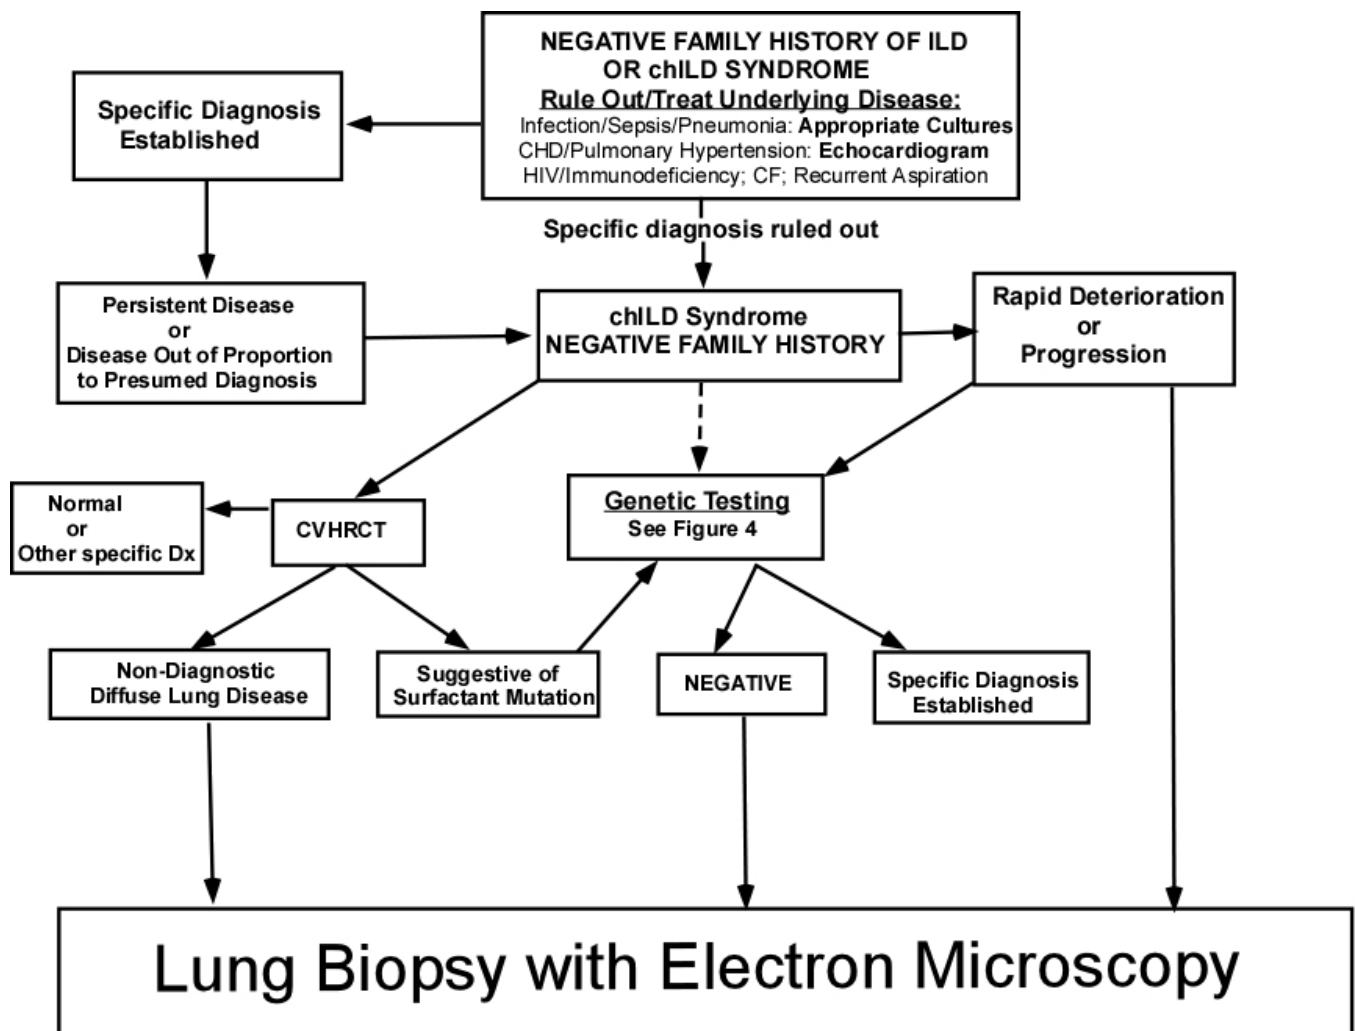 NEGATIVE FAMILY HISTORY OF ILD
OR chILD SYNDROME
Rule Out/Treat Underlying Disease:
Infection/Sepsis/Pneumonia: Appropriate Cultures
CHD/Pulmonary Hypertension: Echocardiogram
HIV/Immunodeficiency; CF; Recurrent Aspiration
Specific Diagnosis
Established
Specific diagnosis ruled out
Persistent Disease
or
Disease Out of Proportion
to Presumed Diagnosis
chILD Syndrome
NEGATIVE FAMILY HISTORY
Rapid Deterioration
or
Progression
Normal
or
Other specific Dx
CVHRCT
Genetic Testing
See Figure 4
Non-Diagnostic
Diffuse Lung Disease
Suggestive of
Surfactant Mutation
NEGATIVE
Specific Diagnosis
Established
Lung Biopsy with Electron Microscopy